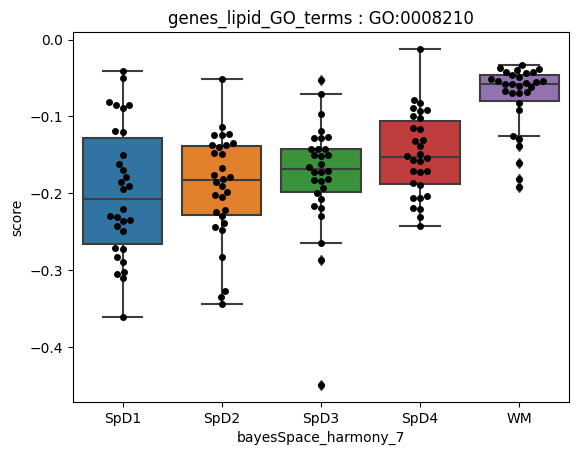 genes_lipid_GO_terms : GO:0008210
0.0
−0.1
−0.2
−0.3
−0.4
score
SpD1 SpD2 SpD3 SpD4 WM
bayesSpace_harmony_7